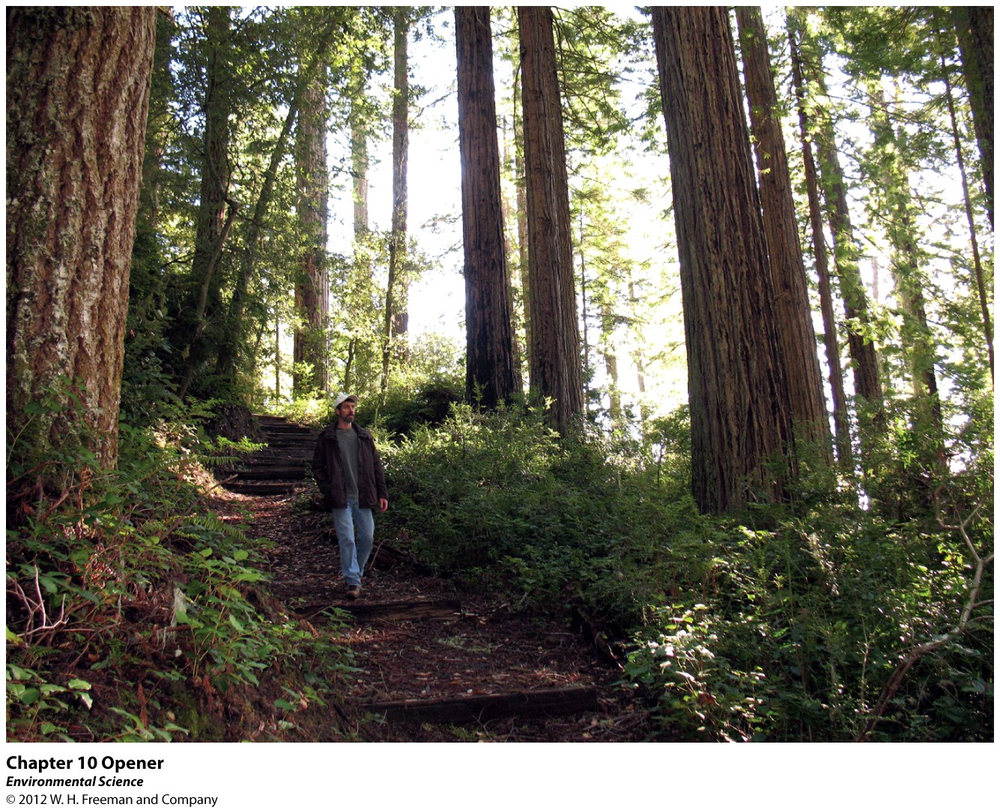 Chapter 10 Opener
Environmental Science
© 2012 W. H. Freeman and Company